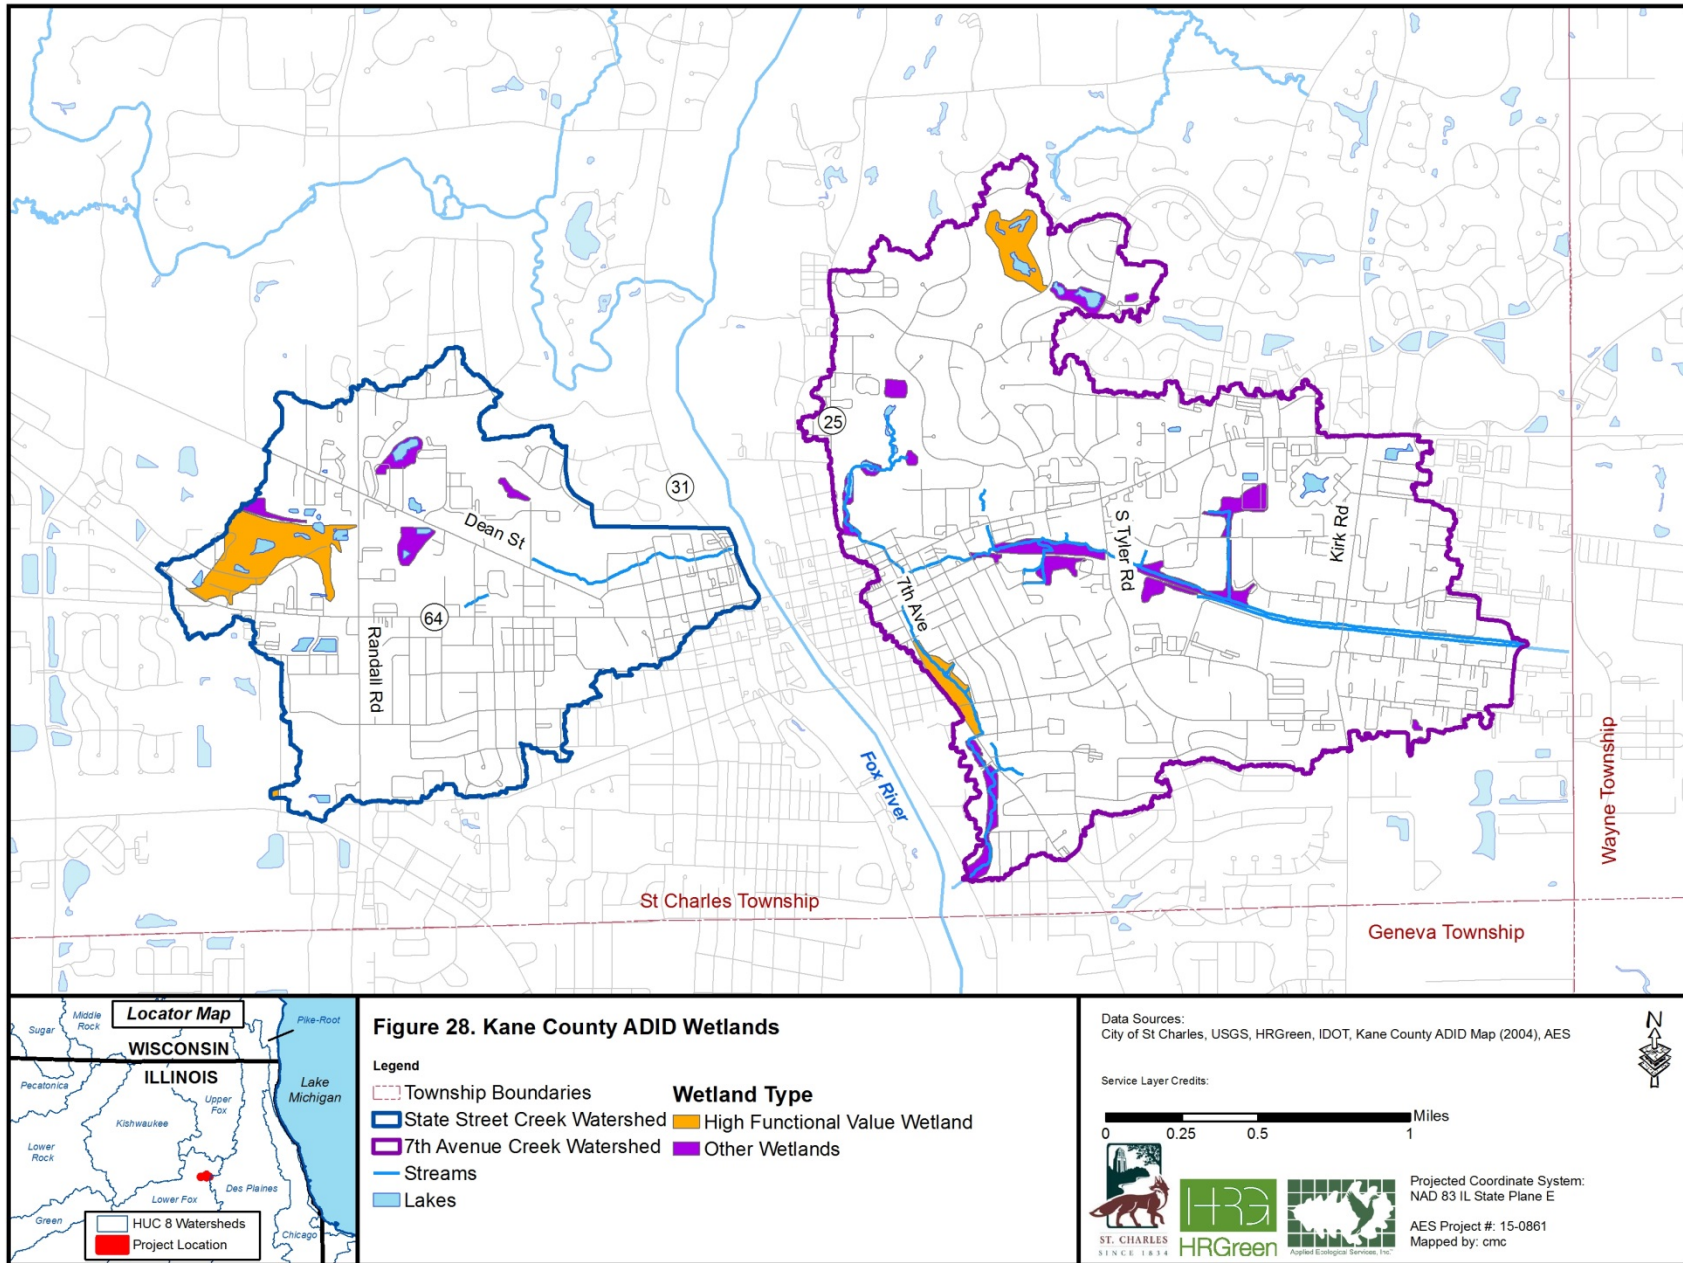 25
31
Dean St
S Tyler Rd
Kirk Rd
7th Ave
64
Randall Rd
Fox River
Wayne Township
St Charles Township
Geneva Township
Locator Map
Pike-Root
Middle
Rock
Sugar
WISCONSIN
ILLINOIS
Lake
Michigan
Pecatonica
Upper
Fox
Kishwaukee
Lower
Rock
Des Plaines
Lower Fox
Green
Chicago
HUC 8 Watersheds
Project Location
Figure 28. Kane County ADID Wetlands
Legend
Township Boundaries
State Street Creek Watershed
7th Avenue Creek Watershed
Streams
Lakes
Wetland Type
High Functional Value Wetland
Other Wetlands
Data Sources:
City of St Charles, USGS, HRGreen, IDOT, Kane County ADID Map (2004), AES
Service Layer Credits:
N
Miles
0 0.25 0.5 1
ST. CHARLES
SINCE 1834
HRG
HRGreen
Applied Ecological Services, Inc.™
Projected Coordinate System:
NAD 83 IL State Plane E
AES Project #: 15-0861
Mapped by: cmc